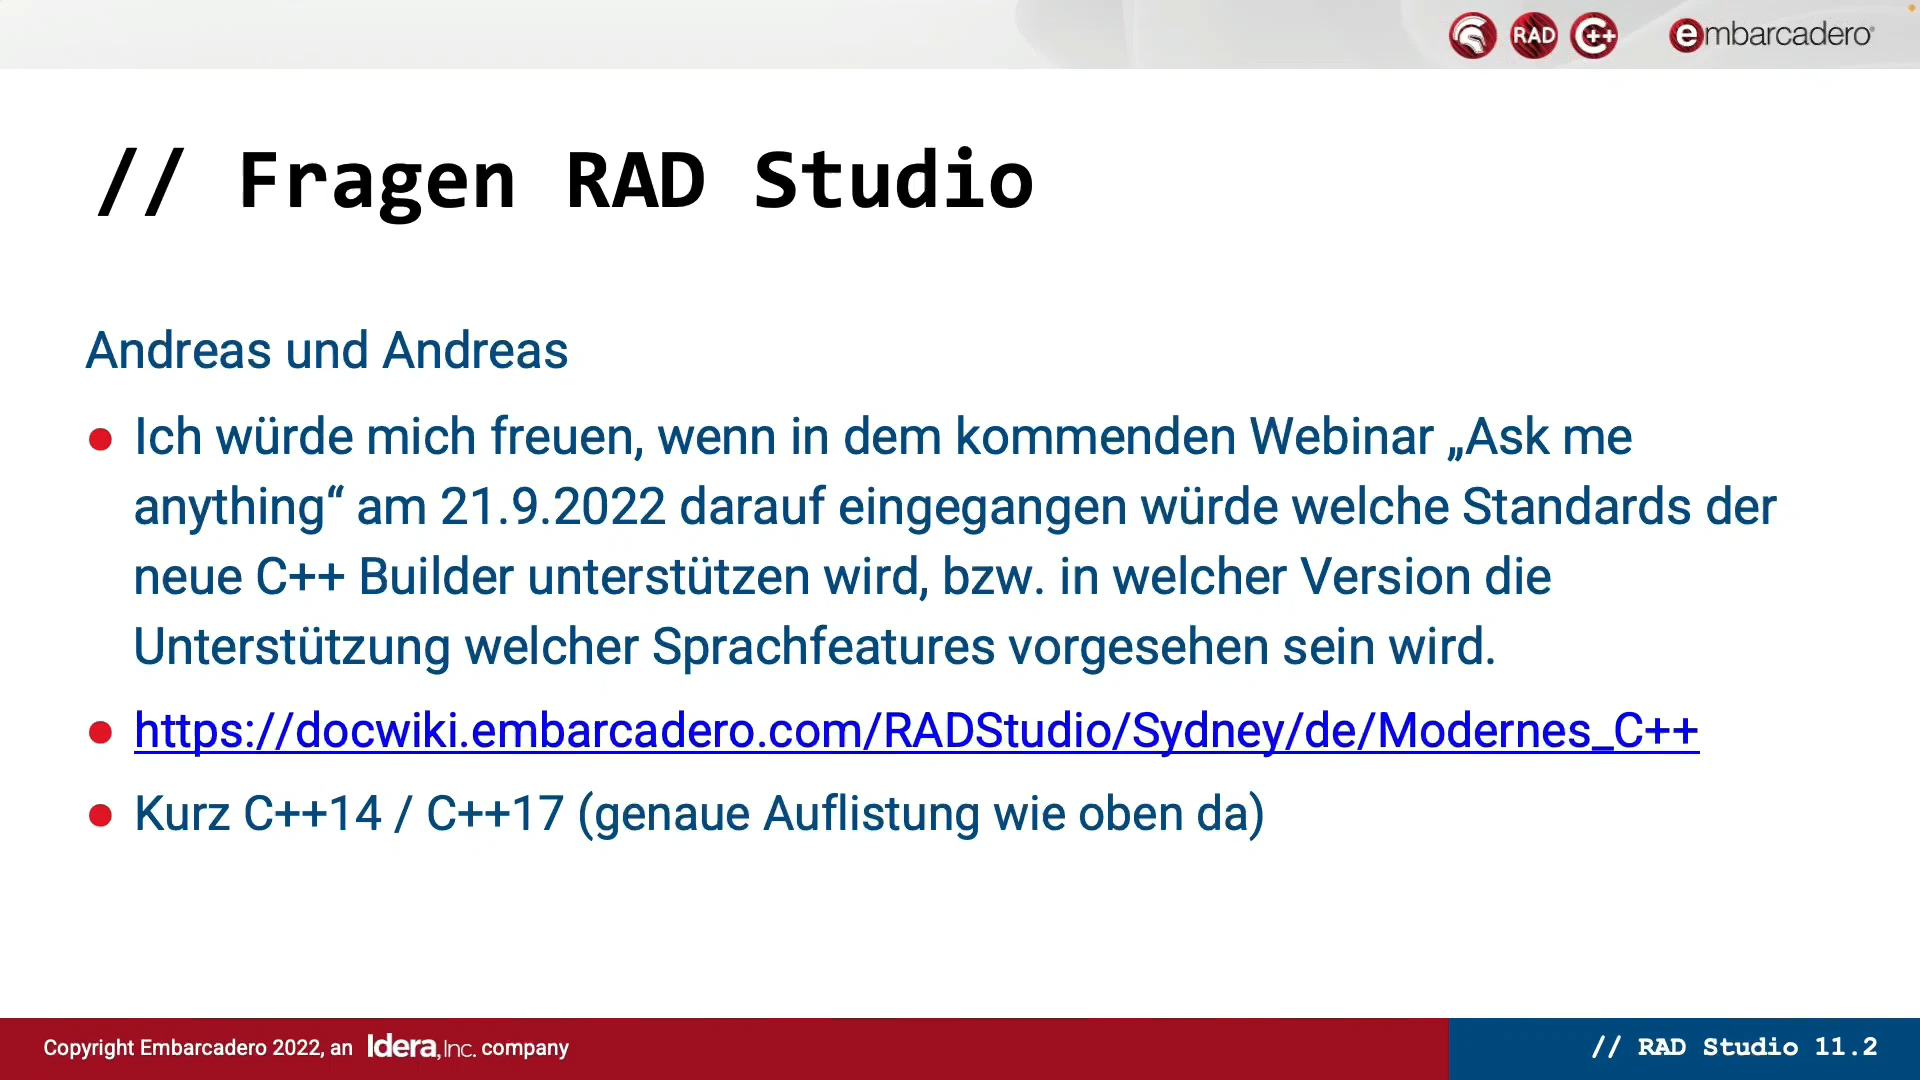 RAD C++ embarcadero
// Fragen RAD Studio
Andreas und Andreas
● Ich würde mich freuen, wenn in dem kommenden Webinar „Ask me
anything“ am 21.9.2022 darauf eingegangen würde welche Standards der
neue C++ Builder unterstützen wird, bzw. in welcher Version die
Unterstützung welcher Sprachfeatures vorgesehen sein wird.
● https://docwiki.embarcadero.com/RADStudio/Sydney/de/Modernes_C++
● Kurz C++14 / C++17 (genaue Auflistung wie oben da)
Copyright Embarcadero 2022, an Idera, Inc. company
// RAD Studio 11.2